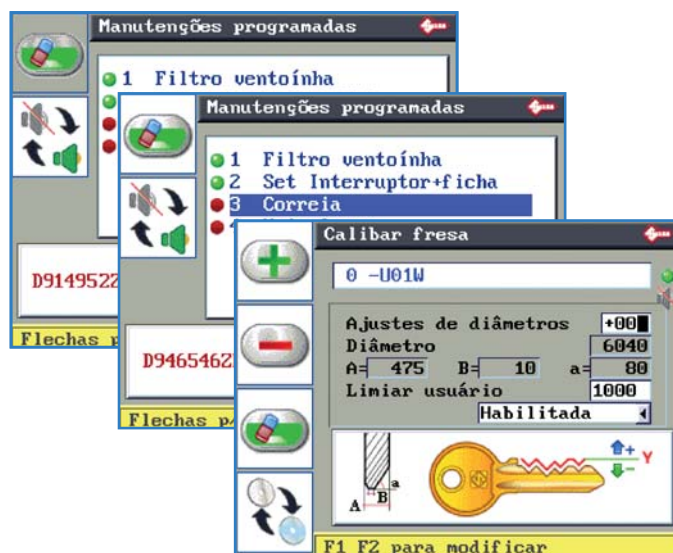 Manutenções programadas
1 Filtro ventoínha
D9149522
Flechas p
Manutenções programadas
1 Filtro ventoínha
2 Set Interruptor+ficha
3 Correia
D9465462
Flechas p/
Calibar fresa
0 -U01W
Ajustes de diâmetros +00
Diâmetro 6040
A= 475 B= 10 a= 80
Limiar usuário 1000
Habilitada
A B a
+ Y
-
F1 F2 para modificar